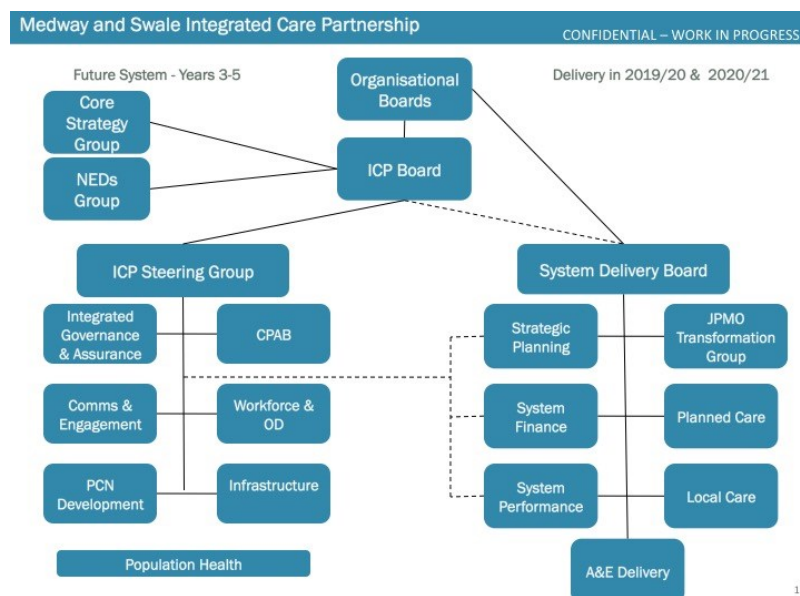 Medway and Swale Integrated Care Partnership
CONFIDENTIAL – WORK IN PROGRESS
Future System - Years 3-5
Delivery in 2019/20 & 2020/21
Organisational
Boards
Core
Strategy
Group
ICP Board
NEDs
Group
ICP Steering Group
System Delivery Board
Integrated
Governance
& Assurance
CPAB
Strategic
Planning
JPMO
Transformation
Group
Comms &
Engagement
Workforce &
OD
System
Finance
Planned Care
PCN
Development
Infrastructure
System
Performance
Local Care
Population Health
A&E Delivery
1